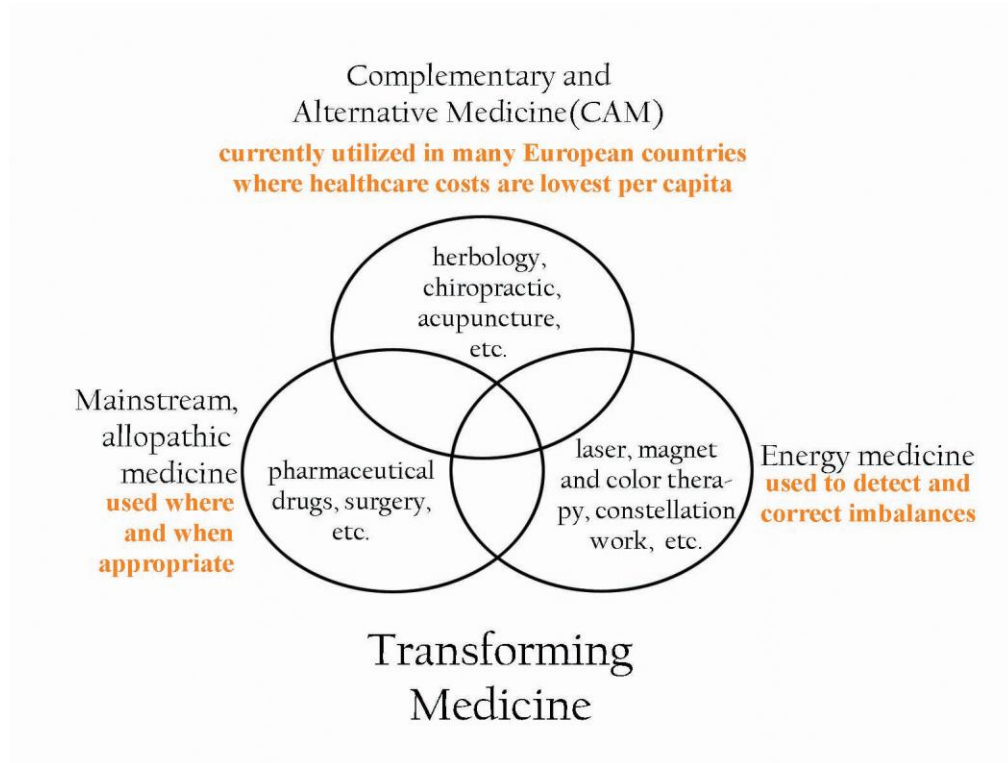 Complementary and
Alternative Medicine(CAM)
currently utilized in many European countries
where healthcare costs are lowest per capita
herbology,
chiropractic,
acupuncture,
etc.
Mainstream,
allopathic
medicine
used where
and when
appropriate
pharmaceutical
drugs, surgery,
etc.
laser, magnet
and color thera-
py, constellation
work, etc.
Energy medicine
used to detect and
correct imbalances
Transforming
Medicine